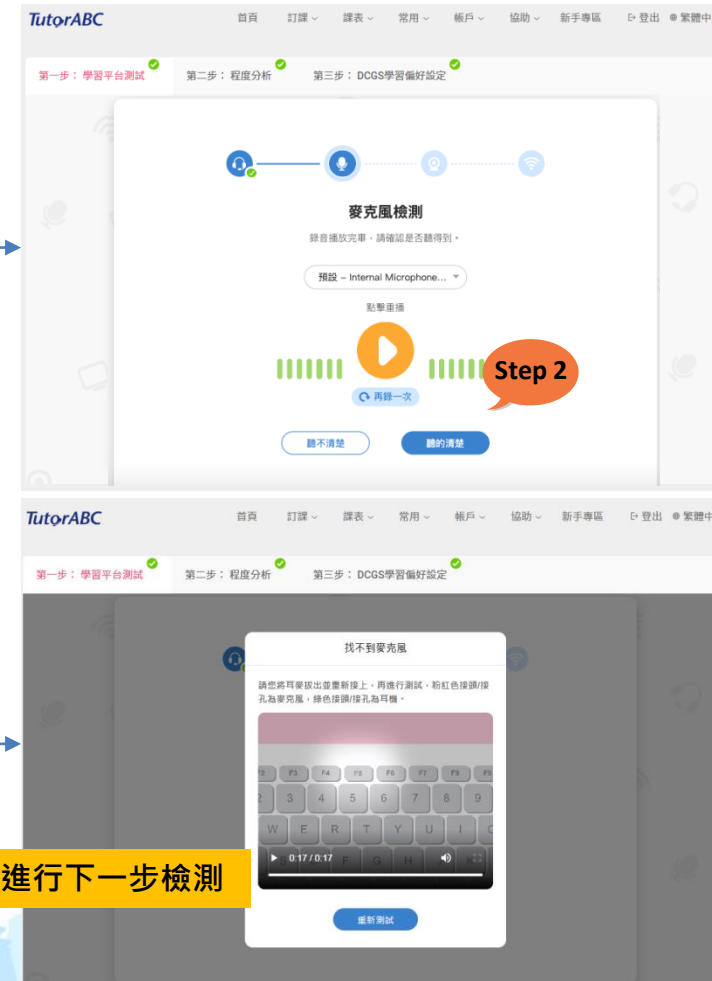 TutorABC 首頁 訂課 課表 常用 帳戶 協助 新手專區 登出 繁體中
第一步：學習平台測試 第二步：程度分析 第三步：DCGS學習偏好設定
麥克風檢測
錄音播放完畢，請確認是否聽得到。
預設 – Internal Microphone...
點擊重播
Step 2
再錄一次
聽不清楚 聽的清楚
TutorABC 首頁 訂課 課表 常用 帳戶 協助 新手專區 登出 繁體中
第一步：學習平台測試 第二步：程度分析 第三步：DCGS學習偏好設定
找不到麥克風
請您將耳麥拔出並重新接上，再進行測試，粉紅色接頭/接
孔為麥克風，綠色接頭/接孔為耳機。
F3 F4 F5 F6 F7 F8
2 3 4 5 6 7 8 9
W E R T Y U I
F G H
0:17 / 0:17
進行下一步檢測
重新測試